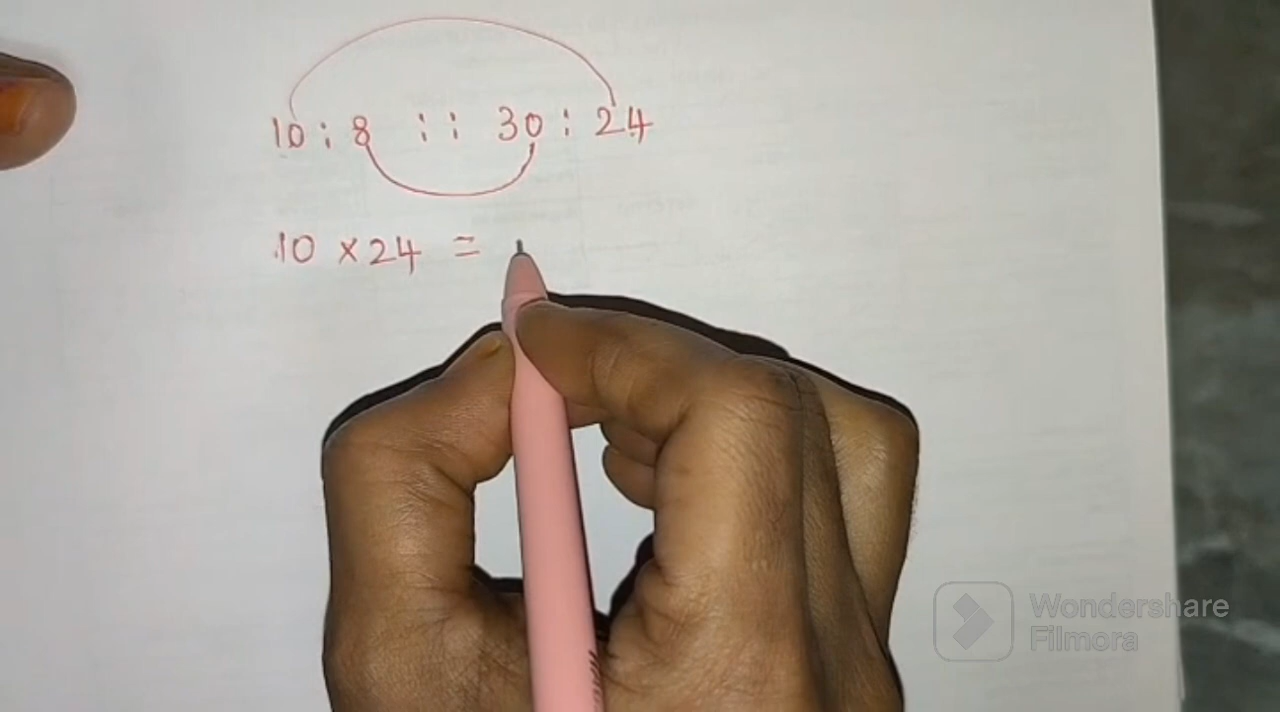 10 : 8 :: 30 : 24
10 × 24 =
Wondershare
Filmora